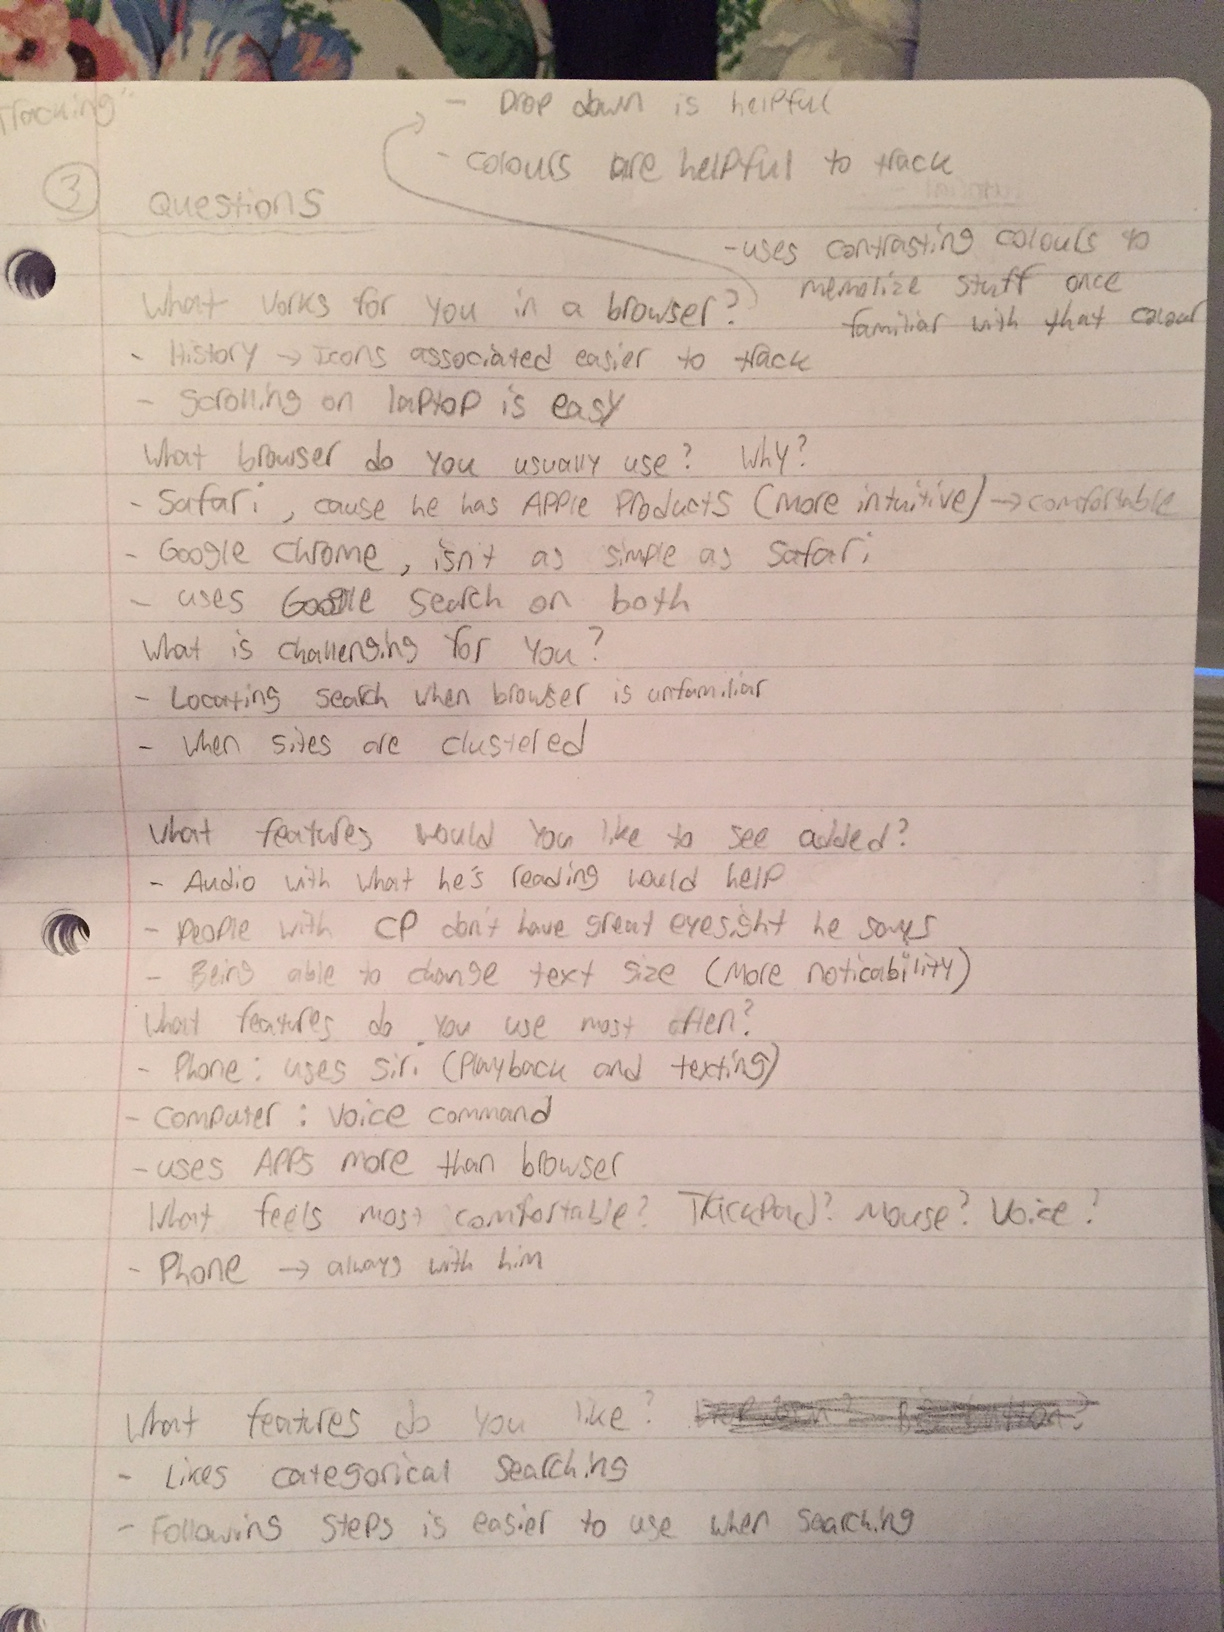 Tracking"
- Drop down is helpful
- colours are helpful to track
3
Questions
- uses contrasting colours to
memorize stuff once
familiar with that colour
What works for you in a browser?
- History → Icons associated easier to track
- scrolling on laptop is easy
What browser do you usually use? Why?
- Safari, cause he has Apple Products (More intuitive) → comfortable
- Google Chrome, isn't as simple as Safari
- uses Google search on both
What is challenging for you?
- Locating search when browser is unfamiliar
- when sites are clustered
What features would you like to see added?
- Audio with what he's reading would help
- People with CP don't have great eyesight he says
- Being able to change text size (More noticability)
What features do you use most often?
- Phone: uses Siri (Playback and texting)
- Computer: Voice command
- uses Apps more than browser
What feels most comfortable? Trickpad? Mouse? Voice?
- Phone → always with him
What features do you like?
- Likes categorical searching
- Following steps is easier to use when searching